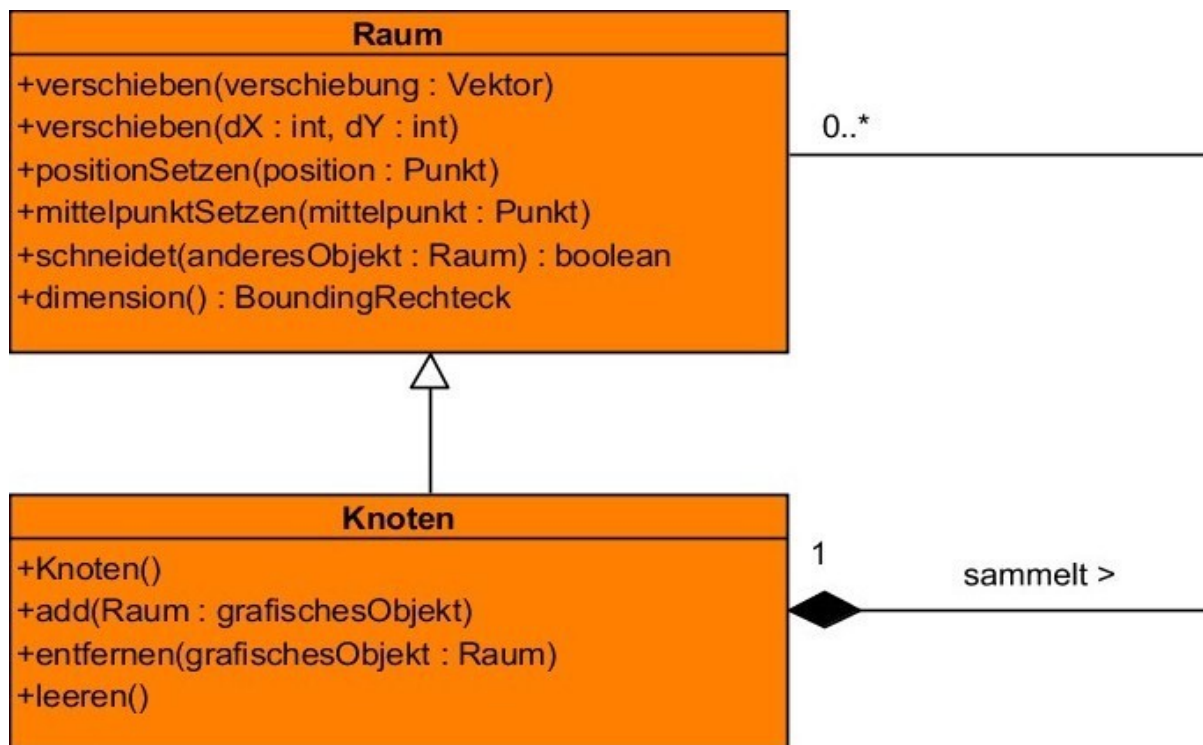 Raum
+verschieben(verschiebung : Vektor)
+verschieben(dX : int, dY : int)
+positionSetzen(position : Punkt)
+mittelpunktSetzen(mittelpunkt : Punkt)
+schneidet(anderesObjekt : Raum) : boolean
+dimension() : BoundingRechteck
0..*
Knoten
+Knoten()
+add(Raum : grafischesObjekt)
+entfernen(grafischesObjekt : Raum)
+leeren()
1
sammelt >